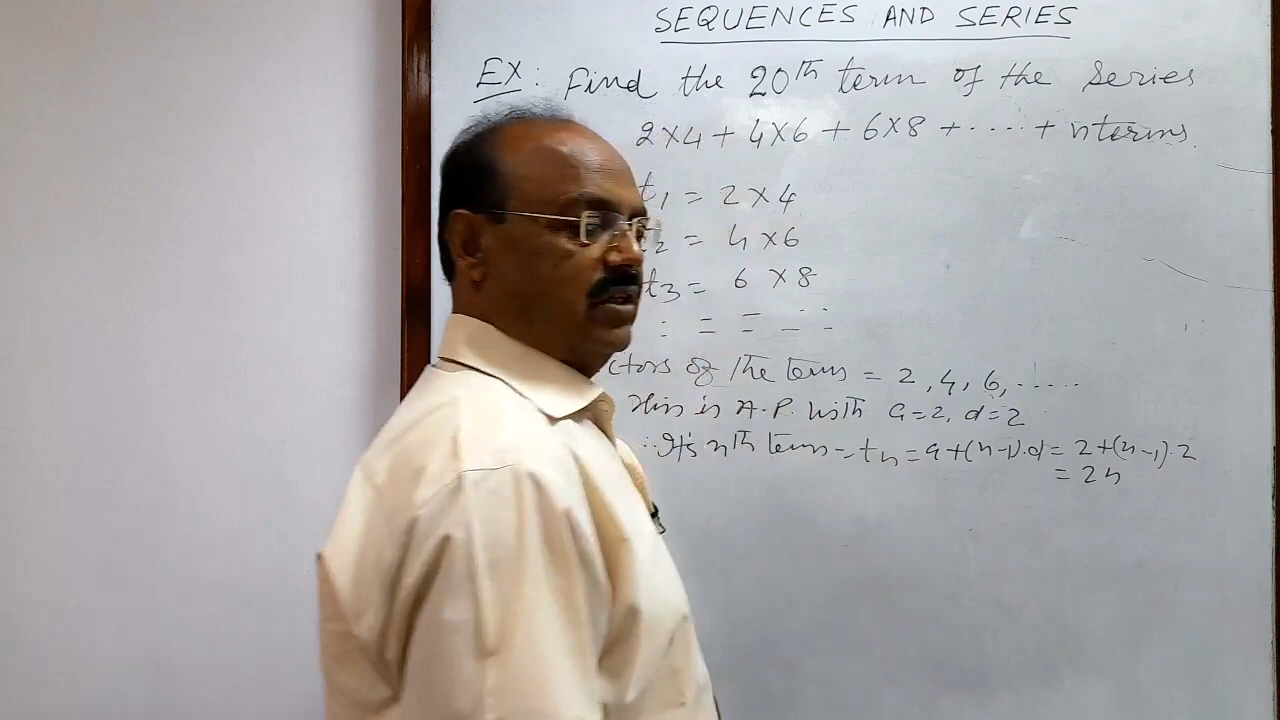 SEQUENCES AND SERIES
EX: Find the 20th term of the series
2×4 + 4×6 + 6×8 + ..... + n terms.
t1 = 2 × 4
2 = 4 × 6
t3 = 6 × 8
: = = = :
ctors of the terms = 2, 4, 6, .....
This is A.P. with a=2, d=2
∴ It's nth term = tn = a+(n-1).d = 2+(n-1).2
= 2n